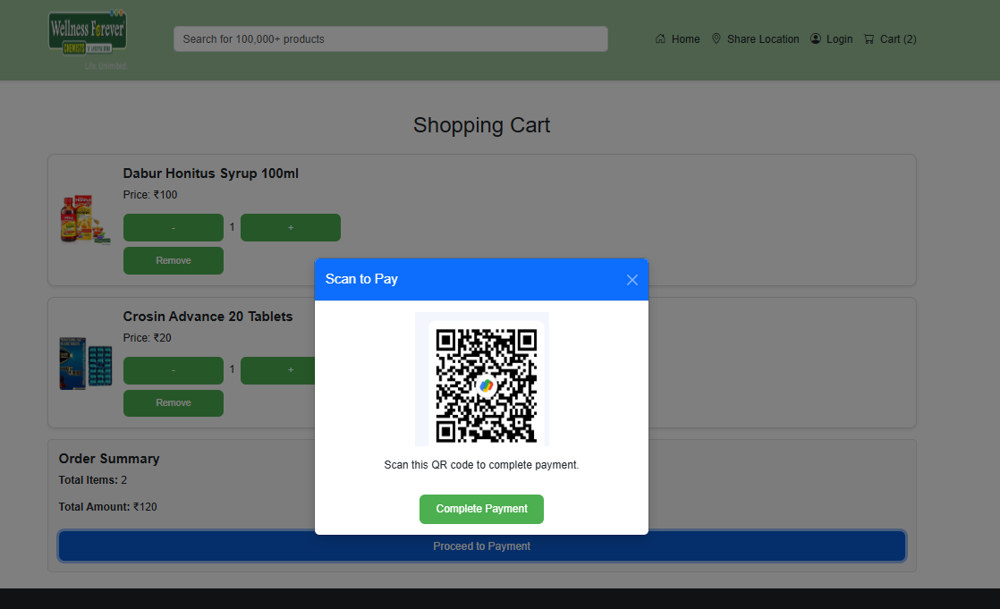 Wellness Forever
CHEMISTS
Life. Unlimited.
Search for 100,000+ products
Home
Share Location
Login
Cart (2)
Shopping Cart
Dabur Honitus Syrup 100ml
Price: ₹100
- 1 +
Remove
Scan to Pay
Crosin Advance 20 Tablets
Price: ₹20
- 1 +
Remove
Scan this QR code to complete payment.
Order Summary
Total Items: 2
Total Amount: ₹120
Complete Payment
Proceed to Payment